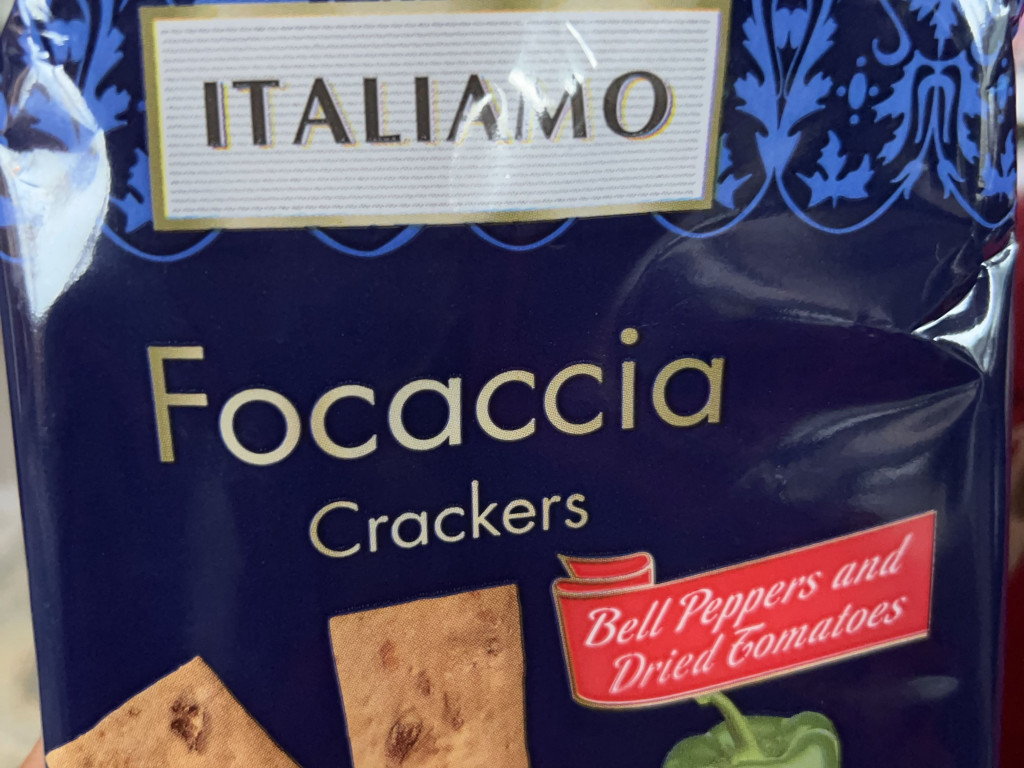 ITALIAMO
Focaccia
Crackers
Bell Peppers and
Dried Tomatoes